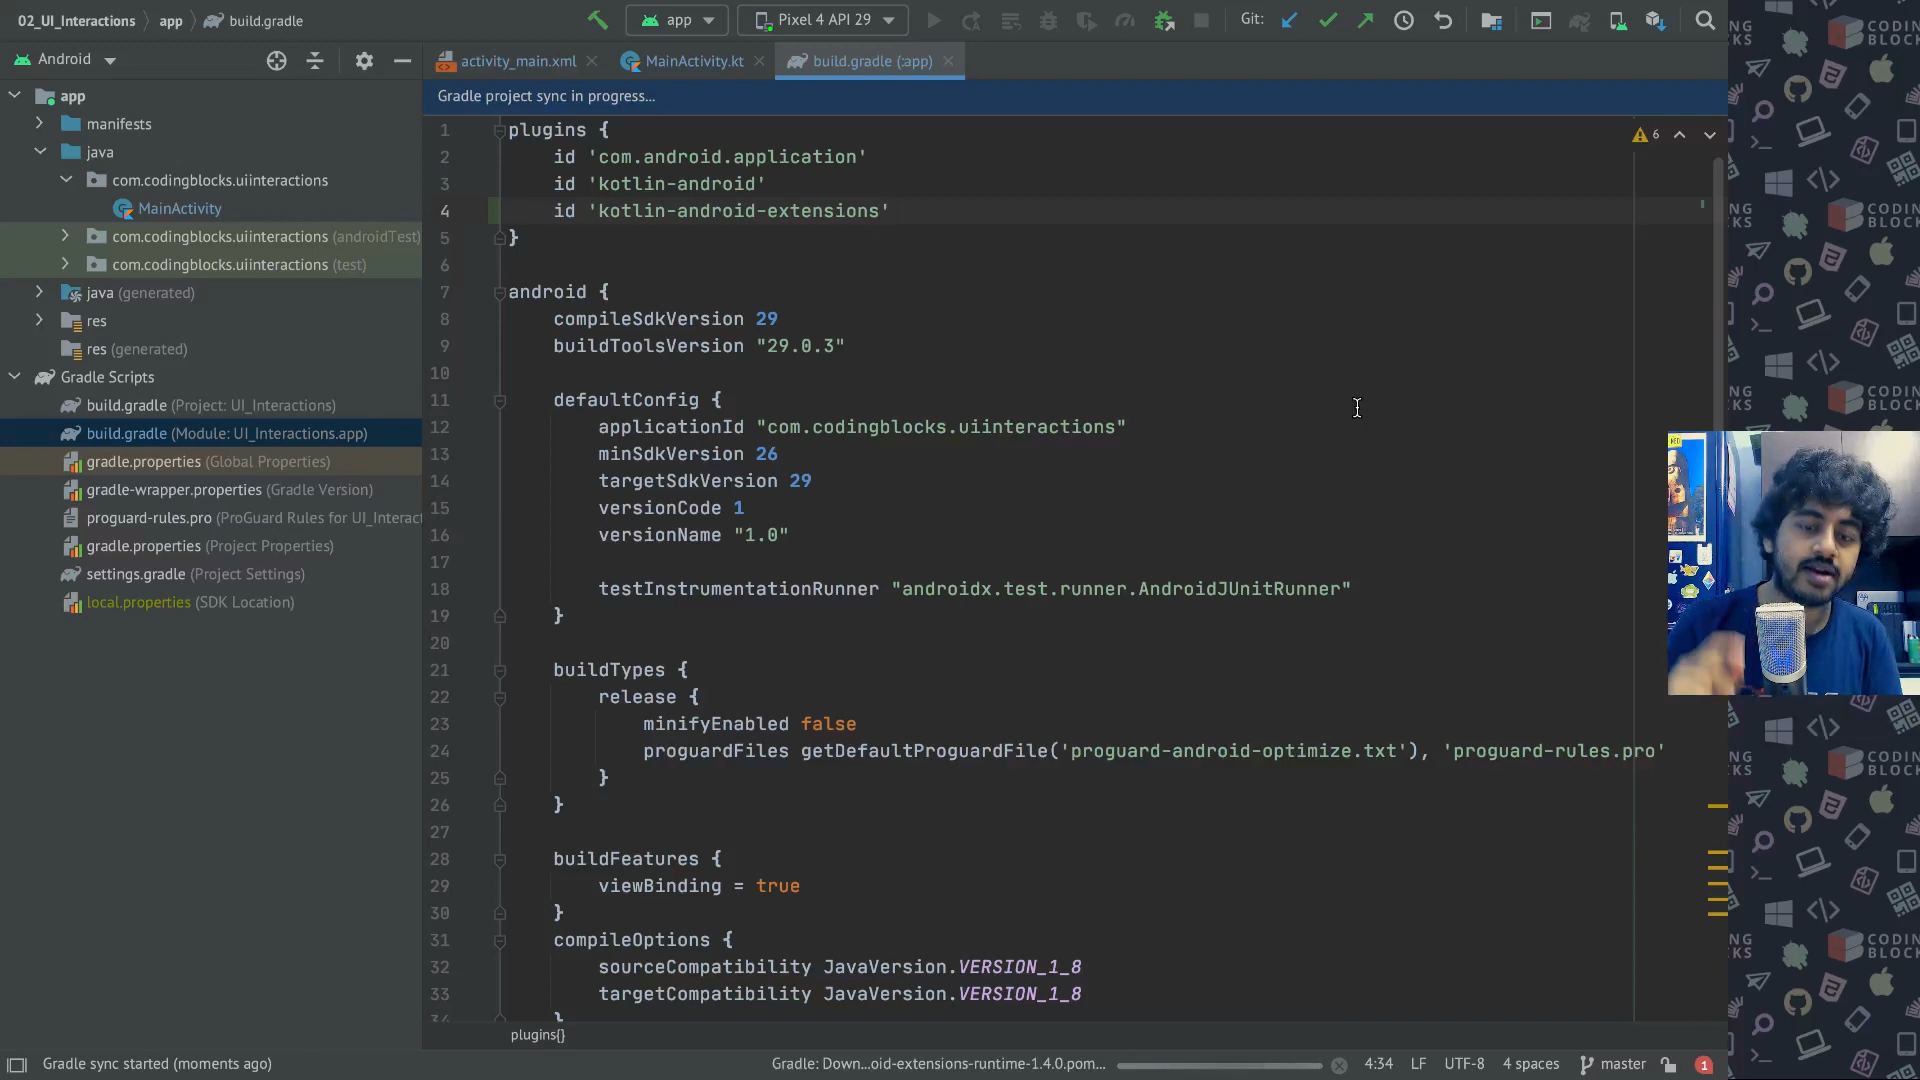 02_UI_Interactions
app
build.gradle
app
Pixel 4 API 29
Git:
Android
activity_main.xml
MainActivity.kt
build.gradle (:app)
Gradle project sync in progress...
app
manifests
java
com.codingblocks.uiinteractions
MainActivity
com.codingblocks.uiinteractions (androidTest)
com.codingblocks.uiinteractions (test)
java (generated)
res
res (generated)
Gradle Scripts
build.gradle (Project: UI_Interactions)
build.gradle (Module: UI_Interactions.app)
gradle.properties (Global Properties)
gradle-wrapper.properties (Gradle Version)
proguard-rules.pro (ProGuard Rules for UI_Interact
gradle.properties (Project Properties)
settings.gradle (Project Settings)
local.properties (SDK Location)
6
1 plugins {
2 id 'com.android.application'
3 id 'kotlin-android'
4 id 'kotlin-android-extensions'
5 }
6
7 android {
8 compileSdkVersion 29
9 buildToolsVersion "29.0.3"
10
11 defaultConfig {
12 applicationId "com.codingblocks.uiinteractions"
13 minSdkVersion 26
14 targetSdkVersion 29
15 versionCode 1
16 versionName "1.0"
17
18 testInstrumentationRunner "androidx.test.runner.AndroidJUnitRunner"
19 }
20
21 buildTypes {
22 release {
23 minifyEnabled false
24 proguardFiles getDefaultProguardFile('proguard-android-optimize.txt'), 'proguard-rules.pro'
25 }
26 }
27
28 buildFeatures {
29 viewBinding = true
30 }
31 compileOptions {
32 sourceCompatibility JavaVersion.VERSION_1_8
33 targetCompatibility JavaVersion.VERSION_1_8
plugins{}
Gradle sync started (moments ago)
Gradle: Down...oid-extensions-runtime-1.4.0.pom...
4:34
LF
UTF-8
4 spaces
master
1
CODING
BLOCKS